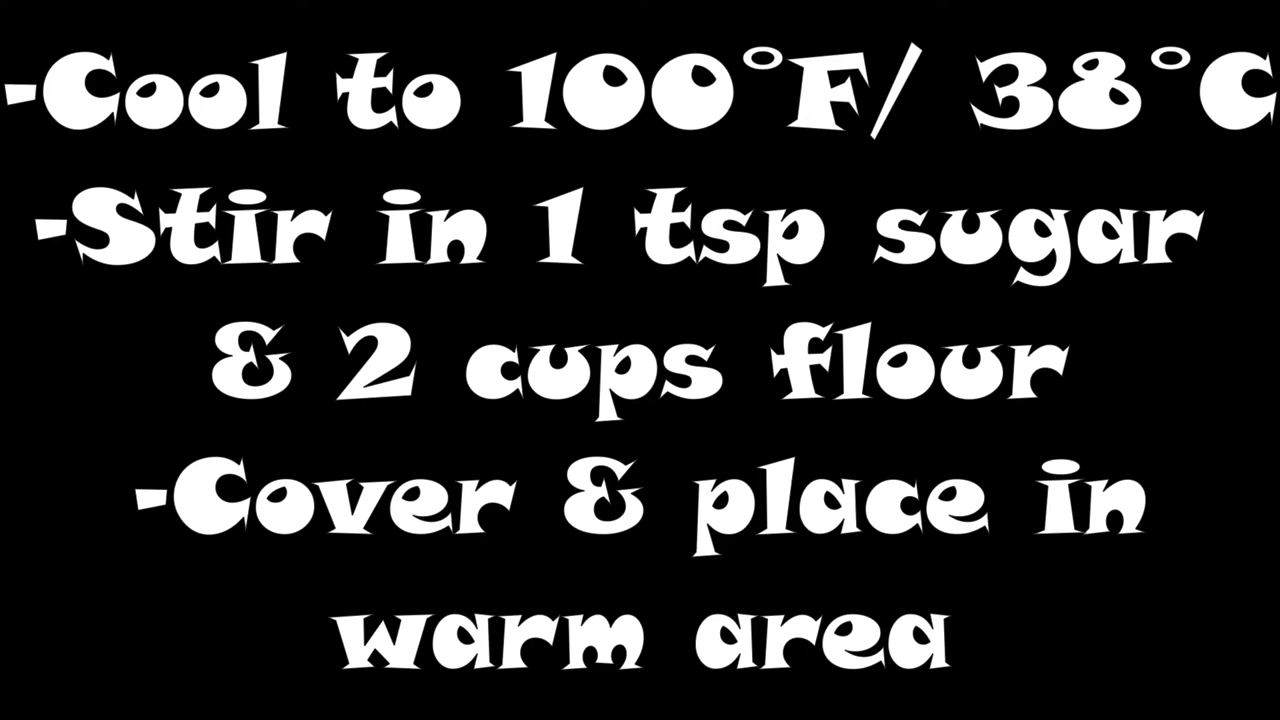 -Cool to 100°F/ 38°C
-Stir in 1 tsp sugar
& 2 cups flour
-Cover & place in
warm area